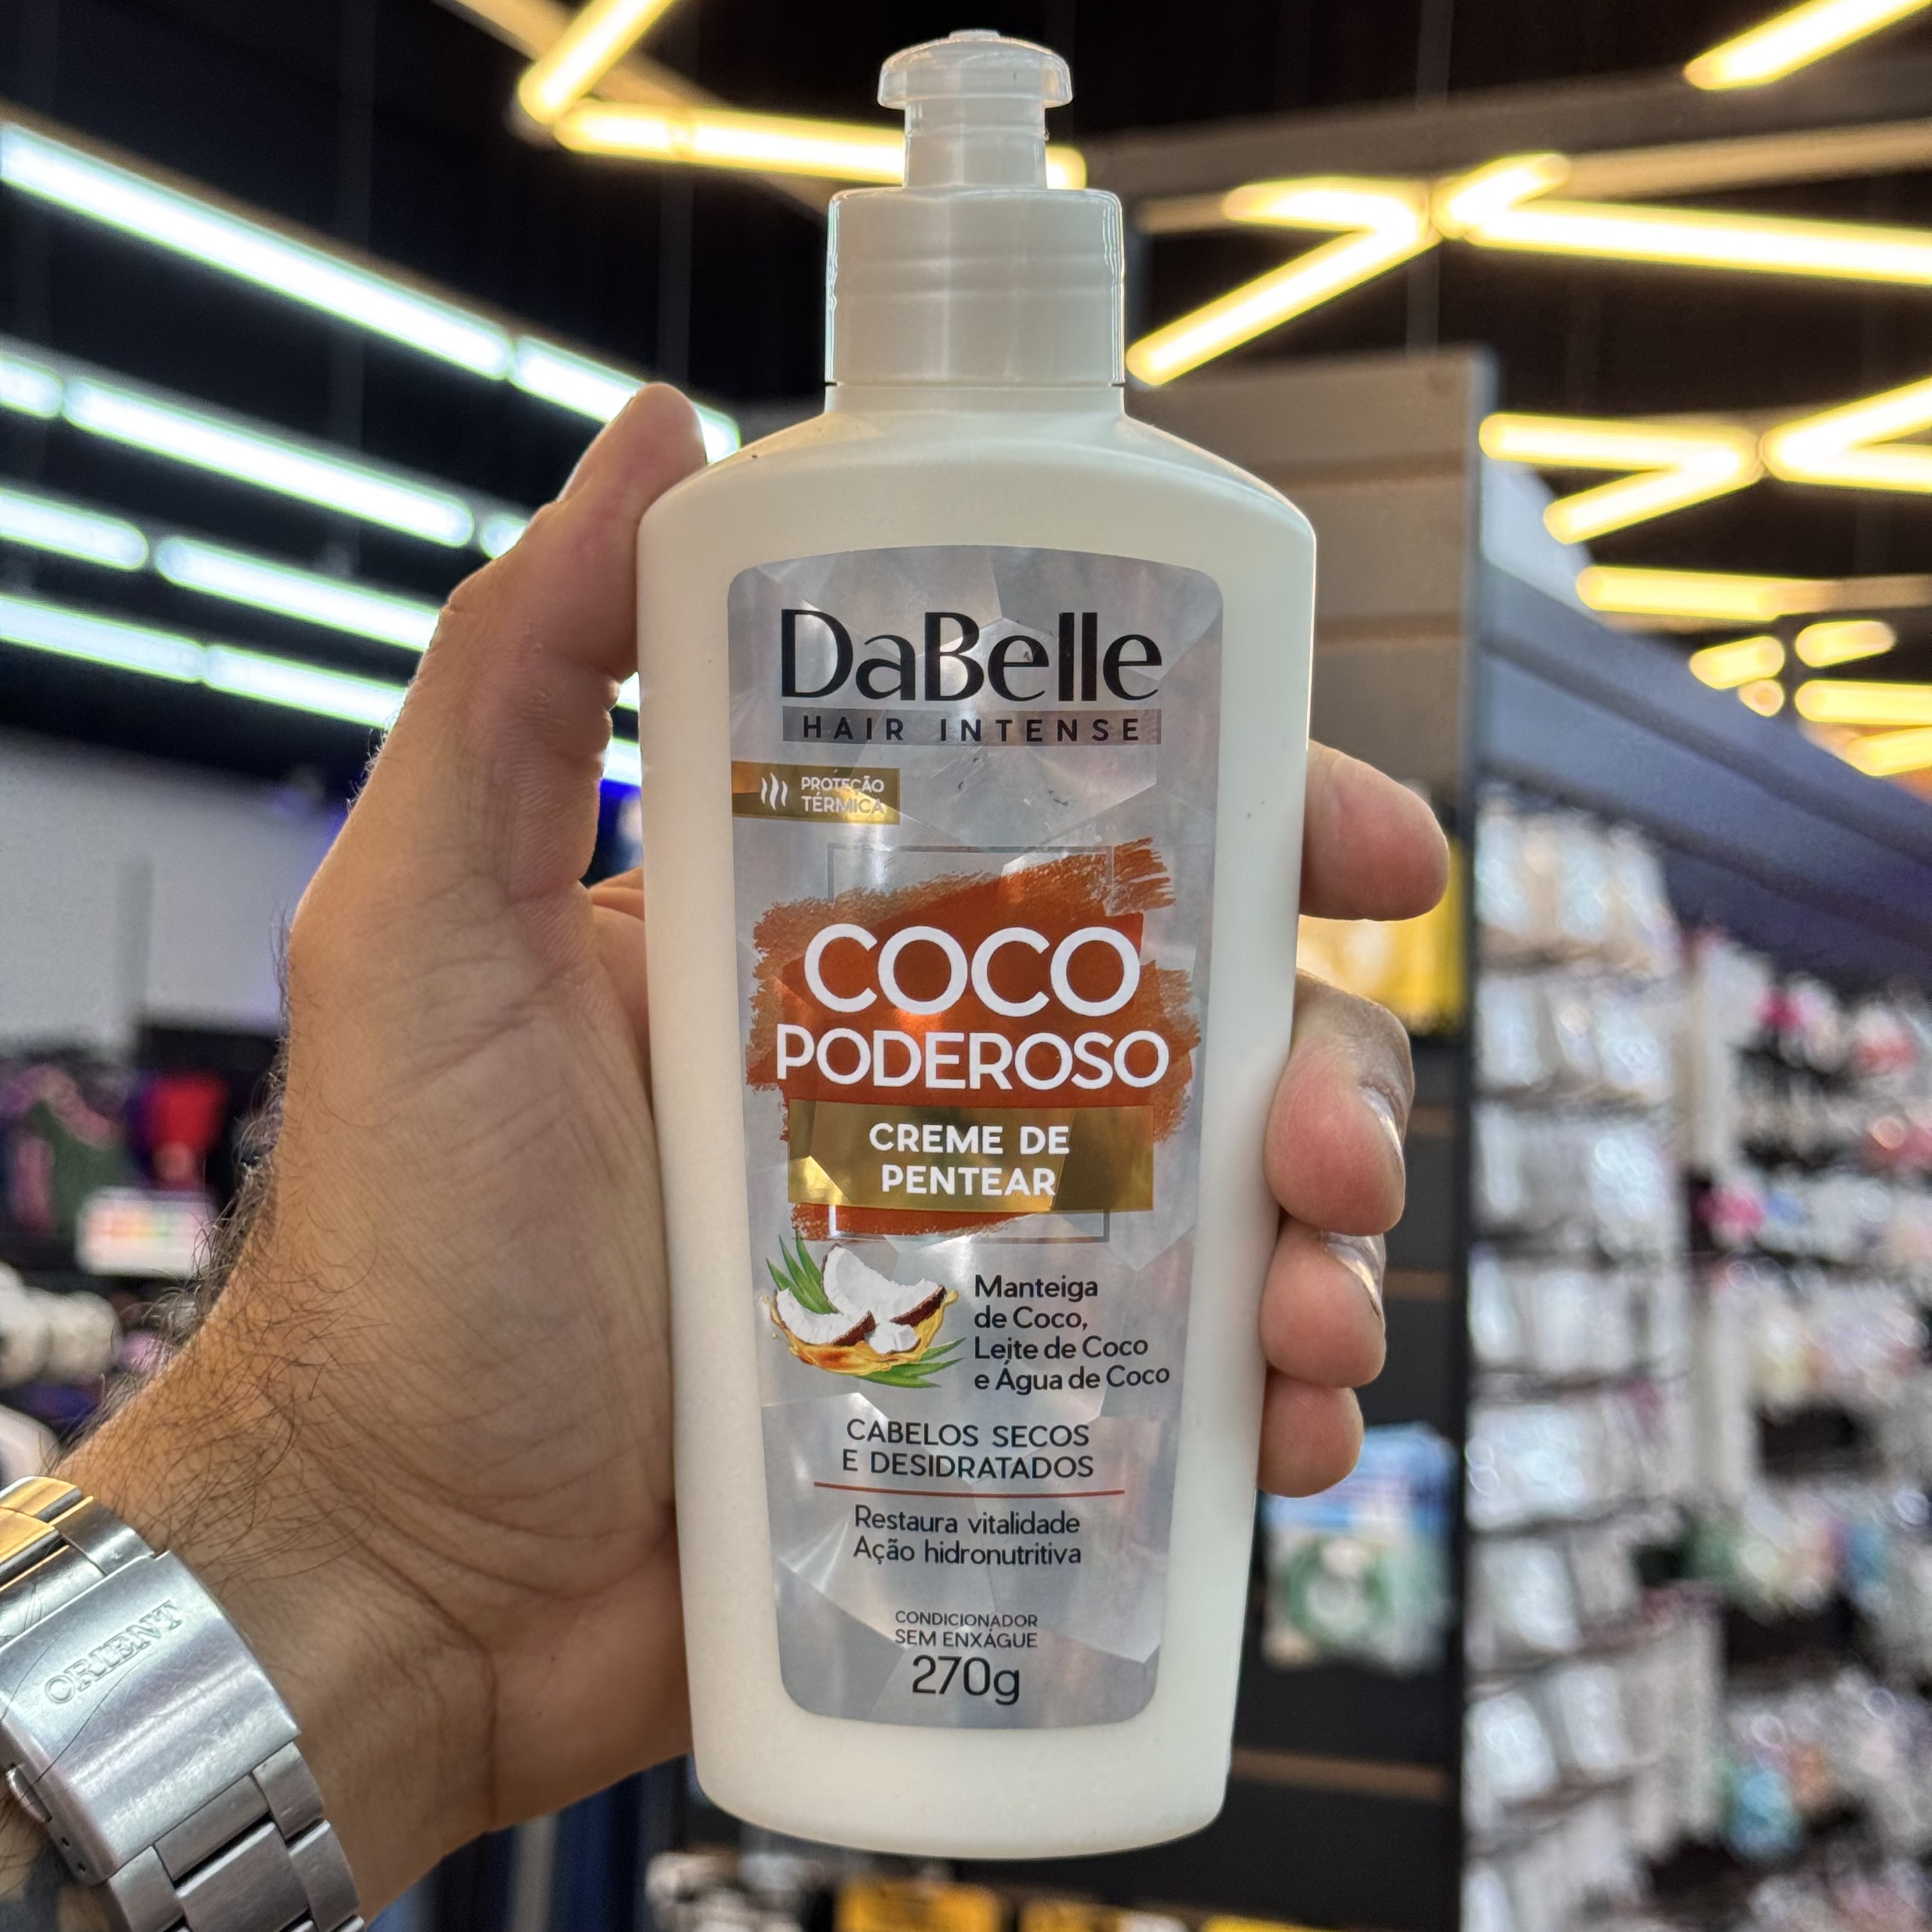 DaBelle
HAIR INTENSE
PROTEÇÃO
TÉRMICA
COCO
PODEROSO
CREME DE
PENTEAR
Manteiga
de Coco,
Leite de Coco
e Água de Coco
CABELOS SECOS
E DESIDRATADOS
Restaura vitalidade
Ação hidronutritiva
CONDICIONADOR
SEM ENXÁGUE
270g
ORIENT